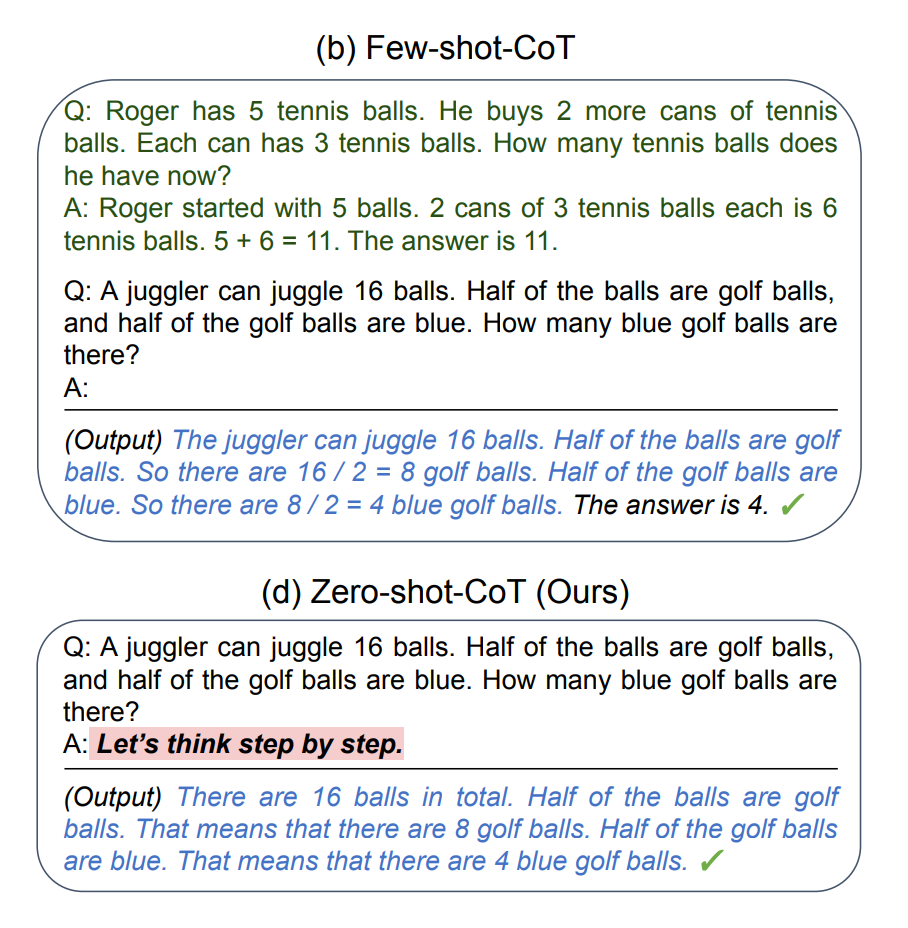 (b) Few-shot-CoT
Q: Roger has 5 tennis balls. He buys 2 more cans of tennis
balls. Each can has 3 tennis balls. How many tennis balls does
he have now?
A: Roger started with 5 balls. 2 cans of 3 tennis balls each is 6
tennis balls. 5 + 6 = 11. The answer is 11.
Q: A juggler can juggle 16 balls. Half of the balls are golf balls,
and half of the golf balls are blue. How many blue golf balls are
there?
A:
(Output) The juggler can juggle 16 balls. Half of the balls are golf
balls. So there are 16 / 2 = 8 golf balls. Half of the golf balls are
blue. So there are 8 / 2 = 4 blue golf balls. The answer is 4. ✓
(d) Zero-shot-CoT (Ours)
Q: A juggler can juggle 16 balls. Half of the balls are golf balls,
and half of the golf balls are blue. How many blue golf balls are
there?
A: Let’s think step by step.
(Output) There are 16 balls in total. Half of the balls are golf
balls. That means that there are 8 golf balls. Half of the golf balls
are blue. That means that there are 4 blue golf balls. ✓